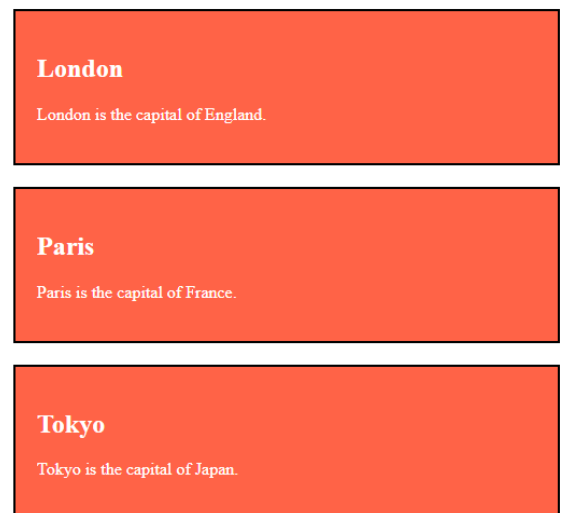 London
London is the capital of England.
Paris
Paris is the capital of France.
Tokyo
Tokyo is the capital of Japan.